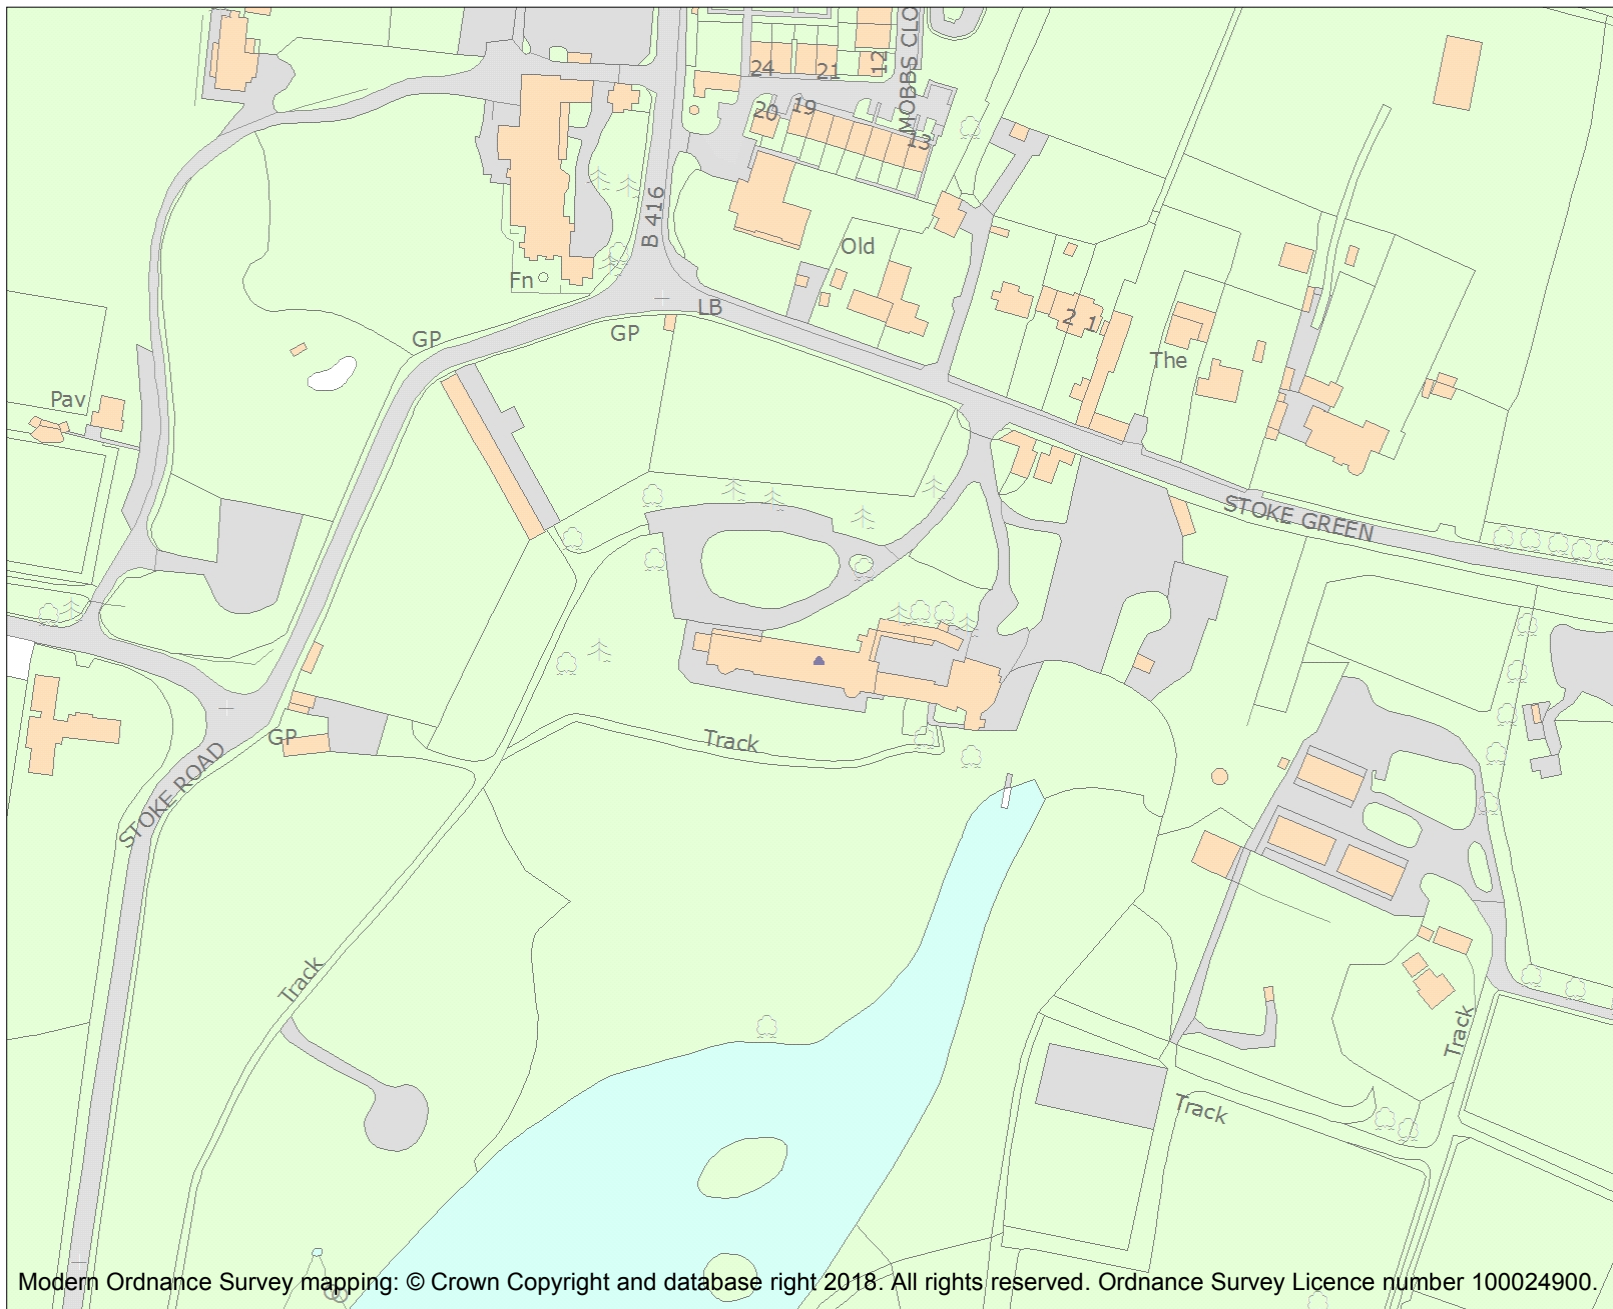 MOBBS CLO
24
21
12
20
19
13
B 416
Old
Fn
LB
GP
GP
2
1
The
Pav
STOKE GREEN
Track
GP
STOKE ROAD
Track
Track
Track
Modern Ordnance Survey mapping: © Crown Copyright and database right 2018. All rights reserved. Ordnance Survey Licence number 100024900.